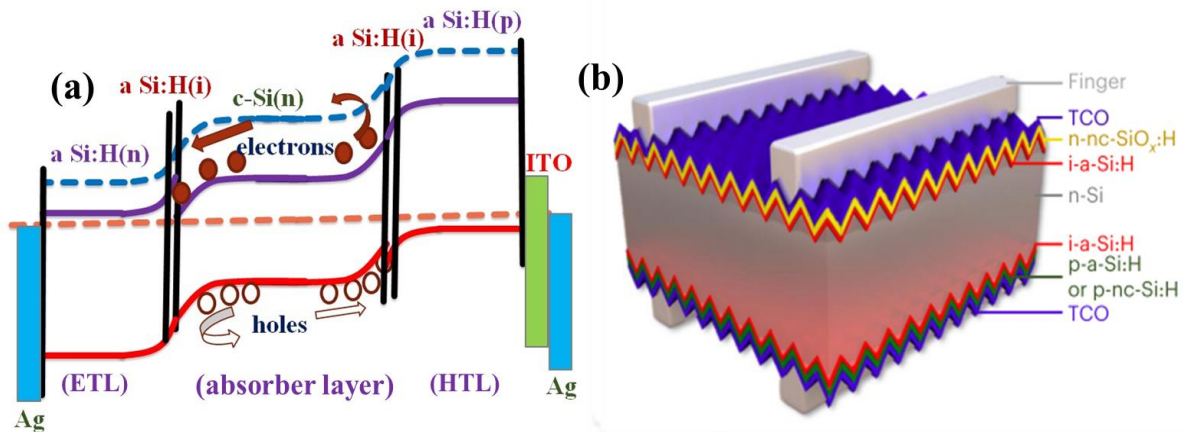 (a)
a Si:H(n)
a Si:H(i)
c-Si(n)
a Si:H(i)
a Si:H(p)
electrons
ITO
holes
(ETL)
(absorber layer)
(HTL)
Ag
Ag
(b)
Finger
TCO
n-nc-SiOₓ:H
i-a-Si:H
n-Si
i-a-Si:H
p-a-Si:H
or p-nc-Si:H
TCO